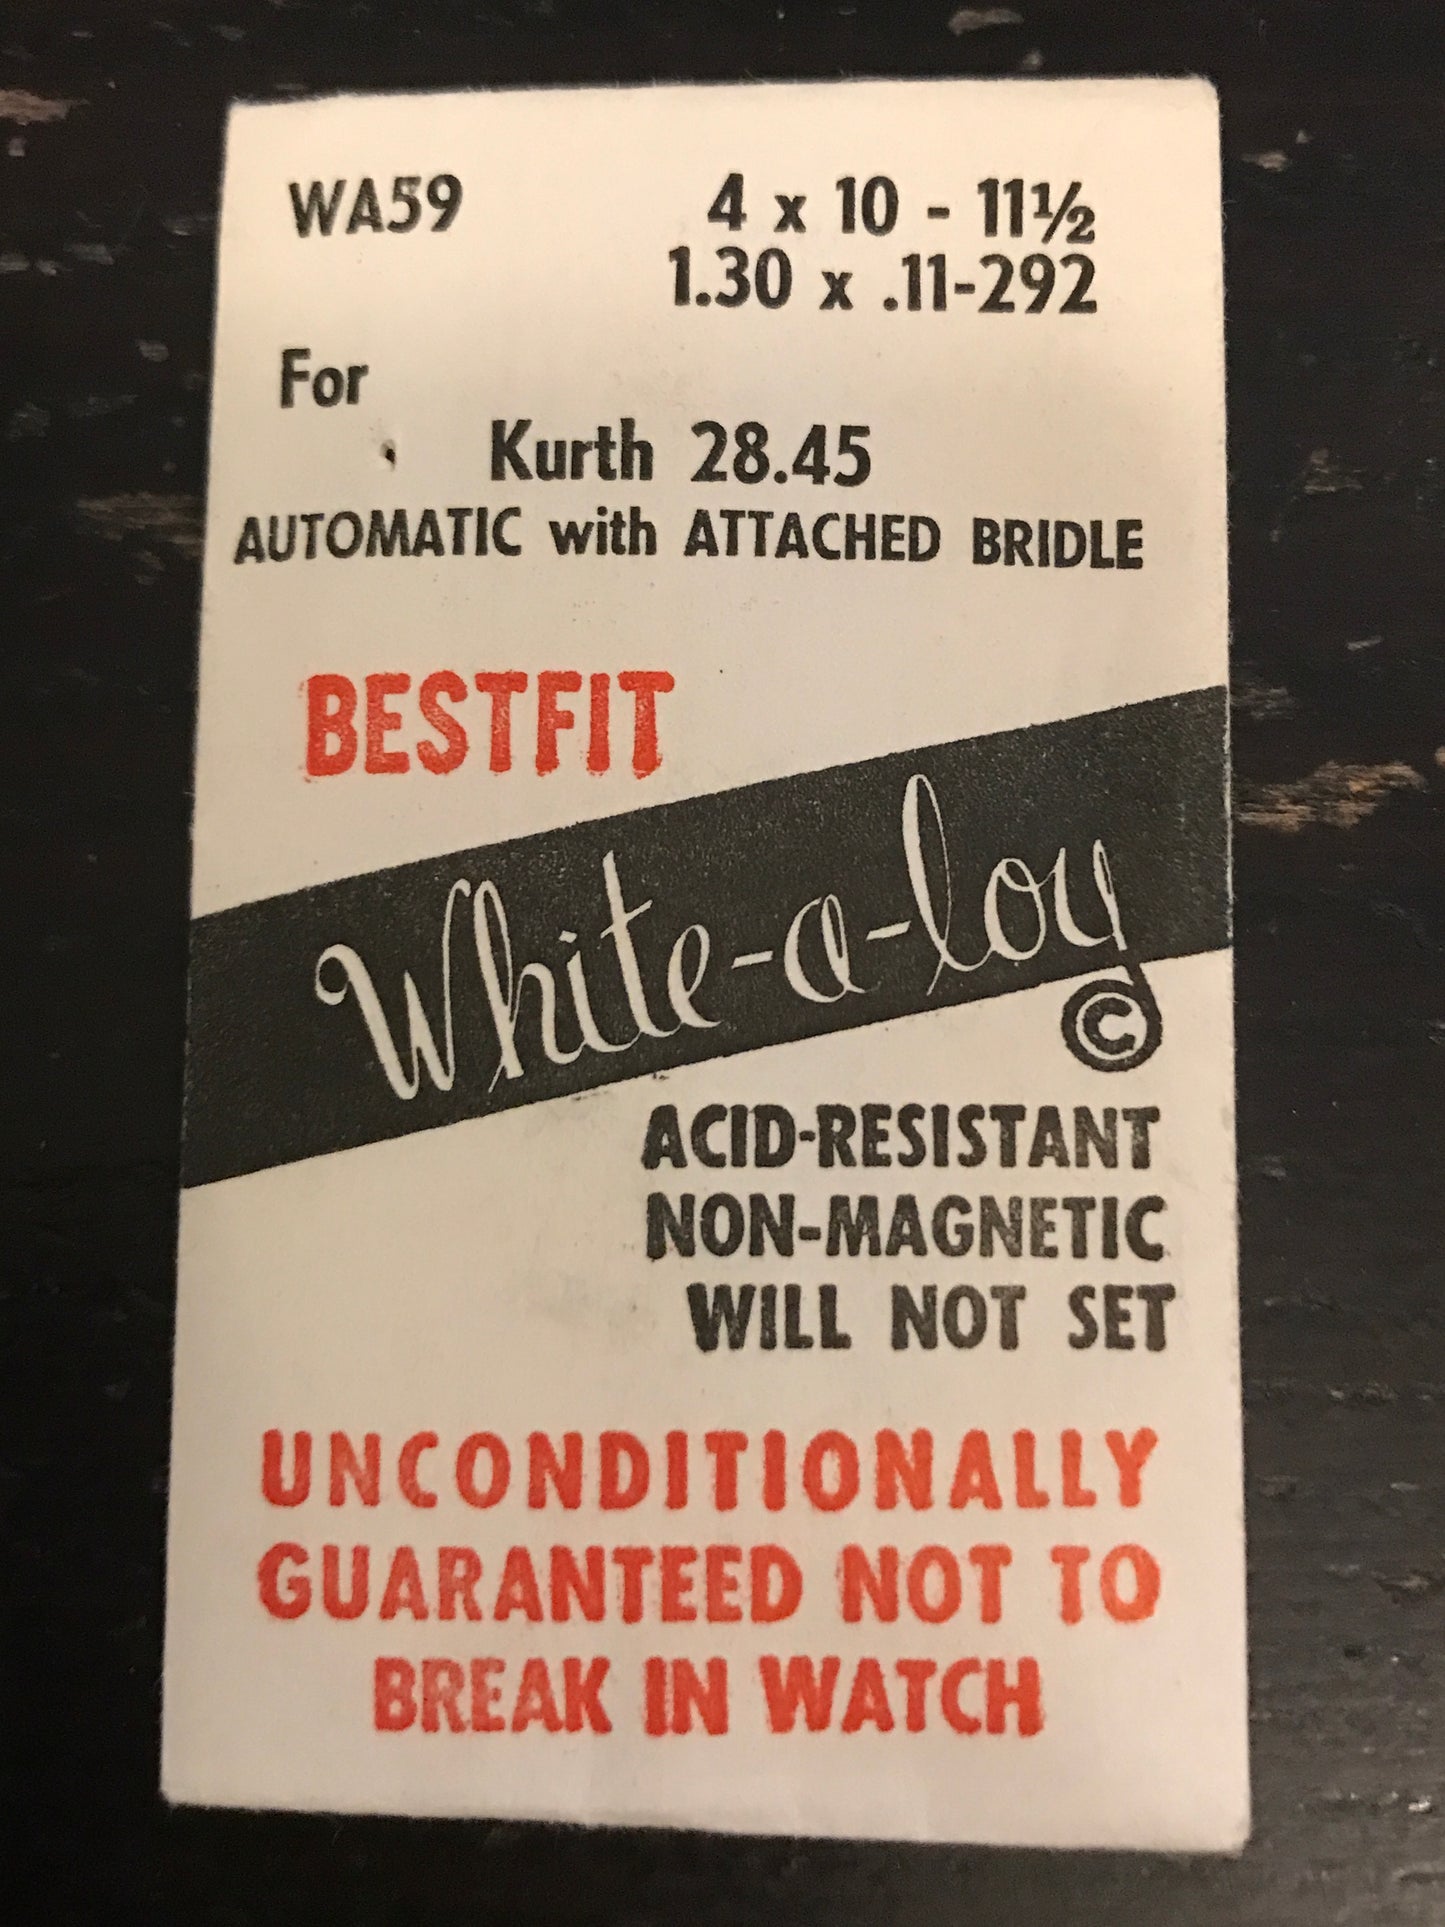 WA59 4 x 10 - 11½
1.30 x .11-292
For
Kurth 28.45
AUTOMATIC with ATTACHED BRIDLE
BESTFIT
White-a-loy
©
ACID-RESISTANT
NON-MAGNETIC
WILL NOT SET
UNCONDITIONALLY
GUARANTEED NOT TO
BREAK IN WATCH